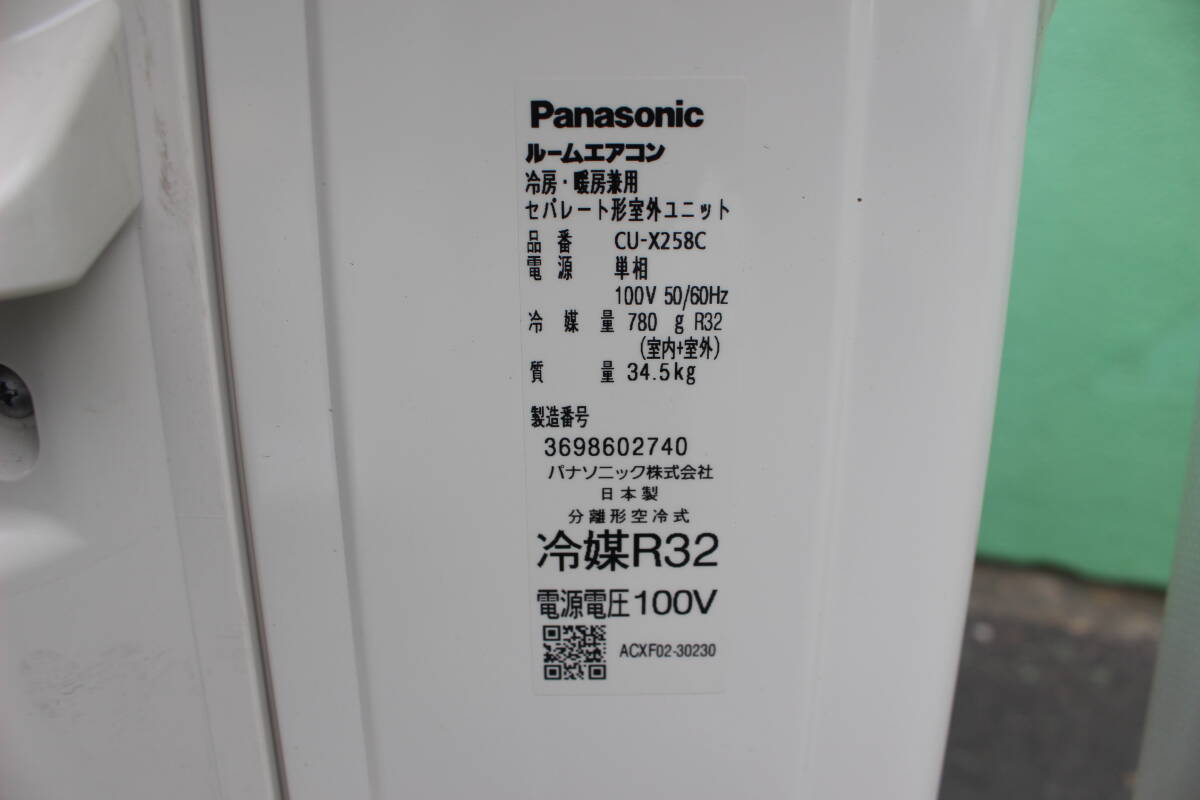 Panasonic
ルームエアコン
冷房・暖房兼用
セパレート形室外ユニット
品 番 CU-X258C
電 源 単相
100V 50/60Hz
冷 媒 量 780 g R32
(室内+室外)
質 量 34.5kg
製造番号
3698602740
パナソニック株式会社
日本製
分離形空冷式
冷媒R32
電源電圧100V
ACXF02-30230